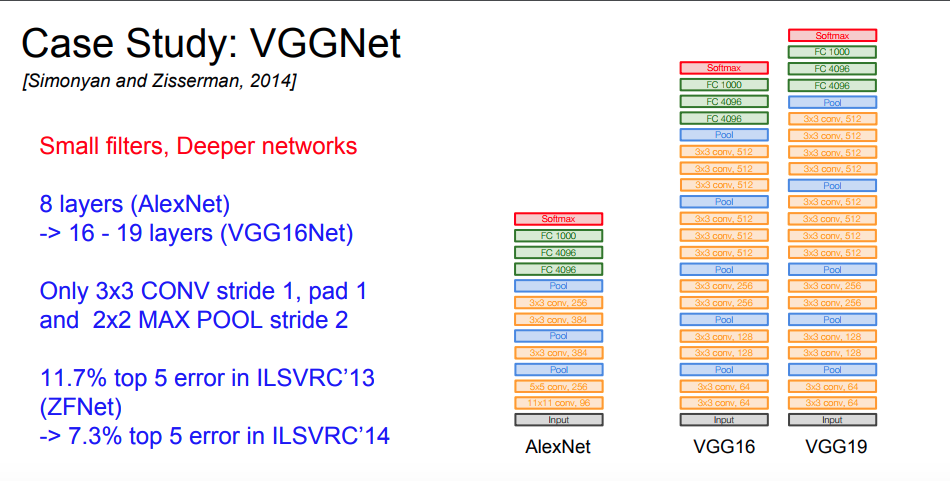 Case Study: VGGNet
[Simonyan and Zisserman, 2014]
Small filters, Deeper networks
8 layers (AlexNet)
-> 16 - 19 layers (VGG16Net)
Only 3x3 CONV stride 1, pad 1
and 2x2 MAX POOL stride 2
11.7% top 5 error in ILSVRC'13
(ZFNet)
-> 7.3% top 5 error in ILSVRC'14
Softmax
FC 1000
FC 4096
FC 4096
Pool
3x3 conv, 256
3x3 conv, 384
Pool
3x3 conv, 384
Pool
5x5 conv, 256
11x11 conv, 96
Input
AlexNet
Softmax
FC 1000
FC 4096
FC 4096
Pool
3x3 conv, 512
3x3 conv, 512
3x3 conv, 512
Pool
3x3 conv, 512
3x3 conv, 512
3x3 conv, 512
Pool
3x3 conv, 256
3x3 conv, 256
Pool
3x3 conv, 128
3x3 conv, 128
Pool
3x3 conv, 64
3x3 conv, 64
Input
VGG16
Softmax
FC 1000
FC 4096
FC 4096
Pool
3x3 conv, 512
3x3 conv, 512
3x3 conv, 512
3x3 conv, 512
Pool
3x3 conv, 512
3x3 conv, 512
3x3 conv, 512
3x3 conv, 512
Pool
3x3 conv, 256
3x3 conv, 256
Pool
3x3 conv, 128
3x3 conv, 128
Pool
3x3 conv, 64
3x3 conv, 64
Input
VGG19